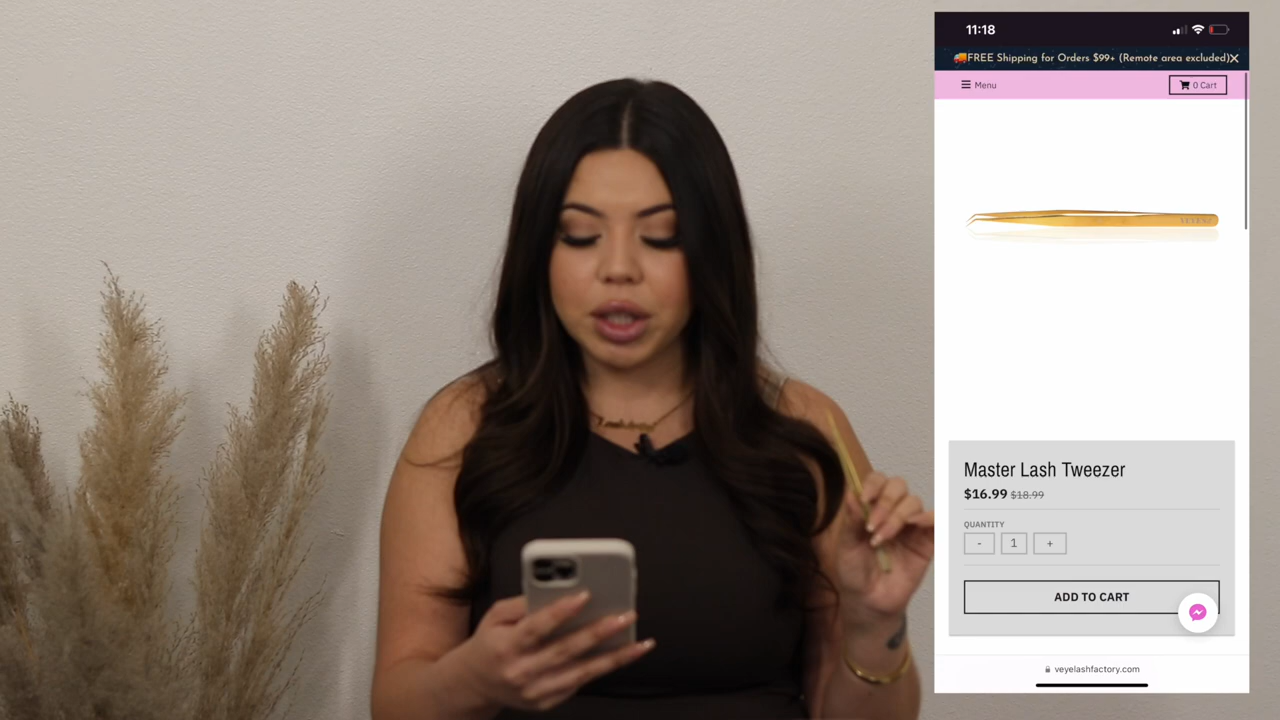 11:18
🚚FREE Shipping for Orders $99+ (Remote area excluded)
Menu
0 Cart
Master Lash Tweezer
$16.99 $18.99
QUANTITY
- 1 +
ADD TO CART
veyelashfactory.com